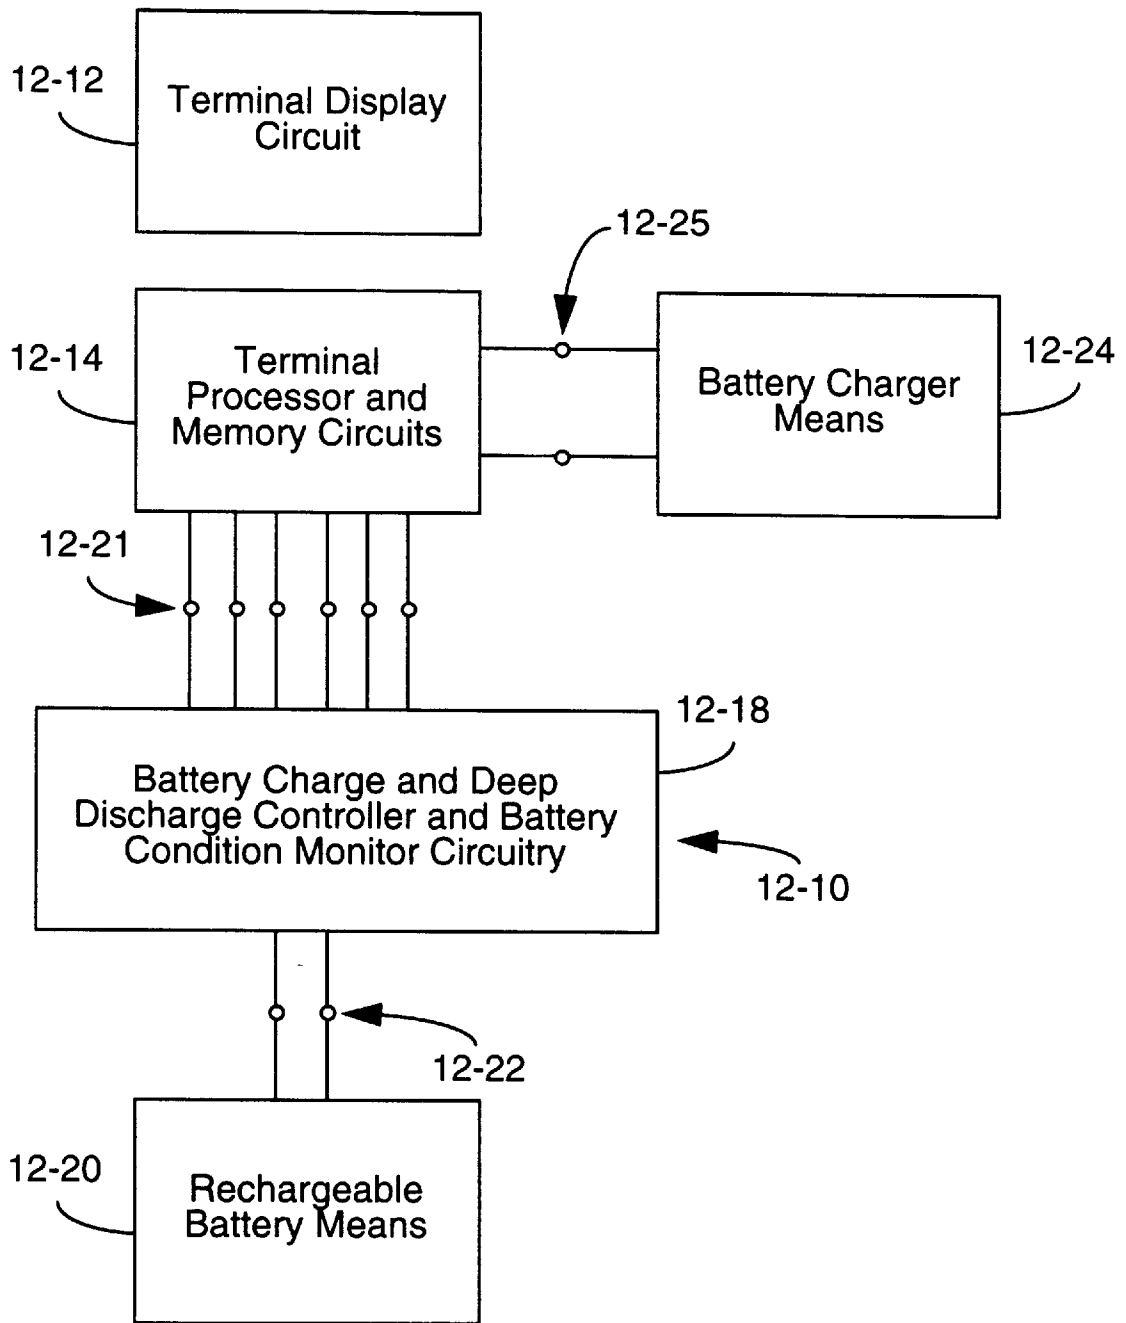 12-12
Terminal Display
Circuit
12-25
12-14
Terminal
Processor and
Memory Circuits
Battery Charger
Means
12-24
12-21
12-18
Battery Charge and Deep
Discharge Controller and Battery
Condition Monitor Circuitry
12-10
12-22
12-20
Rechargeable
Battery Means